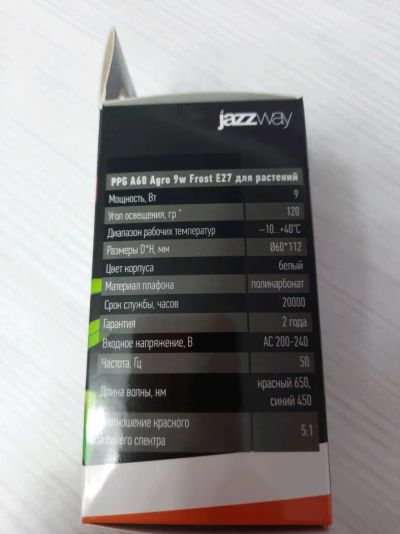 jazzway
PPG A60 Agro 9w Frost E27 для растений
Мощность, Вт 9
Угол освещения, гр * 120
Диапазон рабочих температур –10...+40°C
Размеры D*H, мм Ø60*112
Цвет корпуса белый
Материал плафона поликарбонат
Срок службы, часов 20000
Гарантия 2 года
Входное напряжение, В AC 200-240
Частота, Гц 50
Длина волны, нм красный 650,
синий 450
отношение красного
синего спектра 5:1